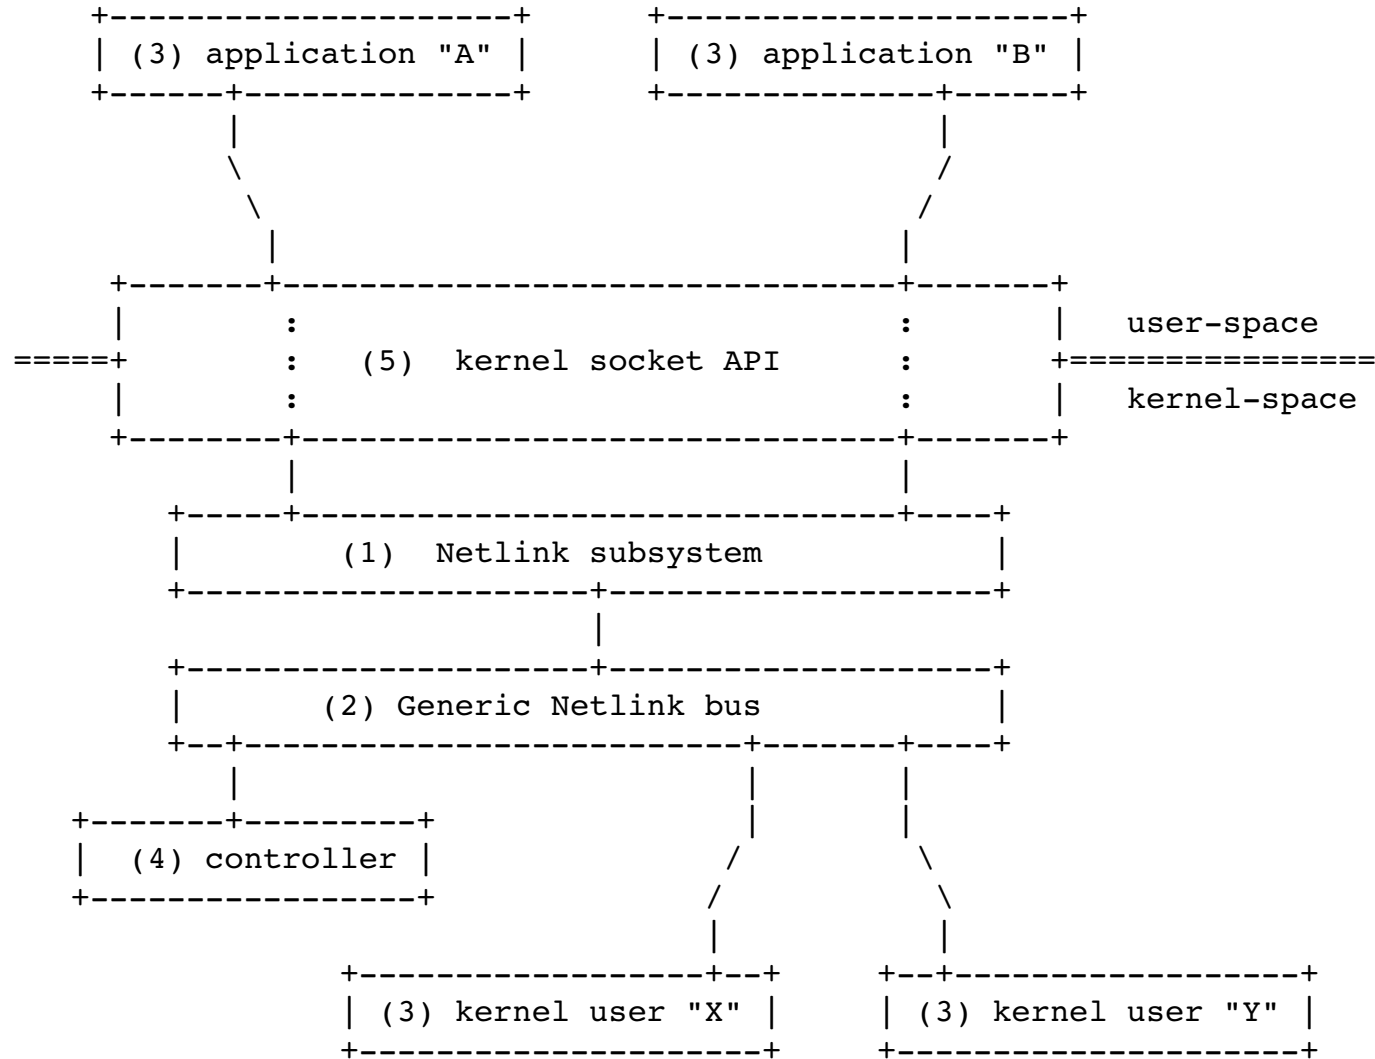 (3) application "A"
(3) application "B"
user-space
(5) kernel socket API
kernel-space
(1) Netlink subsystem
(2) Generic Netlink bus
(4) controller
(3) kernel user "X"
(3) kernel user "Y"